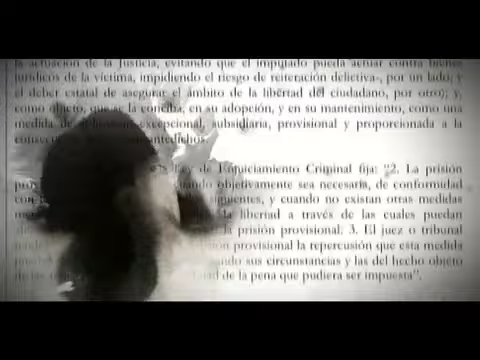 la actuación de la Justicia, evitando que el imputado pueda actuar contra bienes
jurídicos de la víctima, impidiendo el riesgo de reiteración delictiva-, por un lado, y
el deber estatal de asegurar el ámbito de la libertad del ciudadano, por otro); y,
como objeto, que se la conciba, en su adopción, y en su mantenimiento, como una
medida de excepcional, subsidiaria, provisional y proporcionada a la
antedichos.
Ley de Enjuiciamiento Criminal fija: "2. La prisión
cuando objetivamente sea necesaria, de conformidad
siguientes, y cuando no existan otras medidas
la libertad a través de las cuales puedan
la prisión provisional. 3. El juez o tribunal
provisional la repercusión que esta medida
sus circunstancias y las del hecho objeto
de la pena que pudiera ser impuesta".